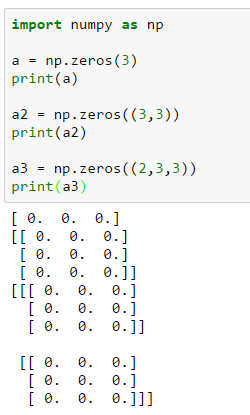 import numpy as np

a = np.zeros(3)
print(a)

a2 = np.zeros((3,3))
print(a2)

a3 = np.zeros((2,3,3))
print(a3)
[ 0.  0.  0.]
[[ 0.  0.  0.]
 [ 0.  0.  0.]
 [ 0.  0.  0.]]
[[[ 0.  0.  0.]
  [ 0.  0.  0.]
  [ 0.  0.  0.]]

 [[ 0.  0.  0.]
  [ 0.  0.  0.]
  [ 0.  0.  0.]]]